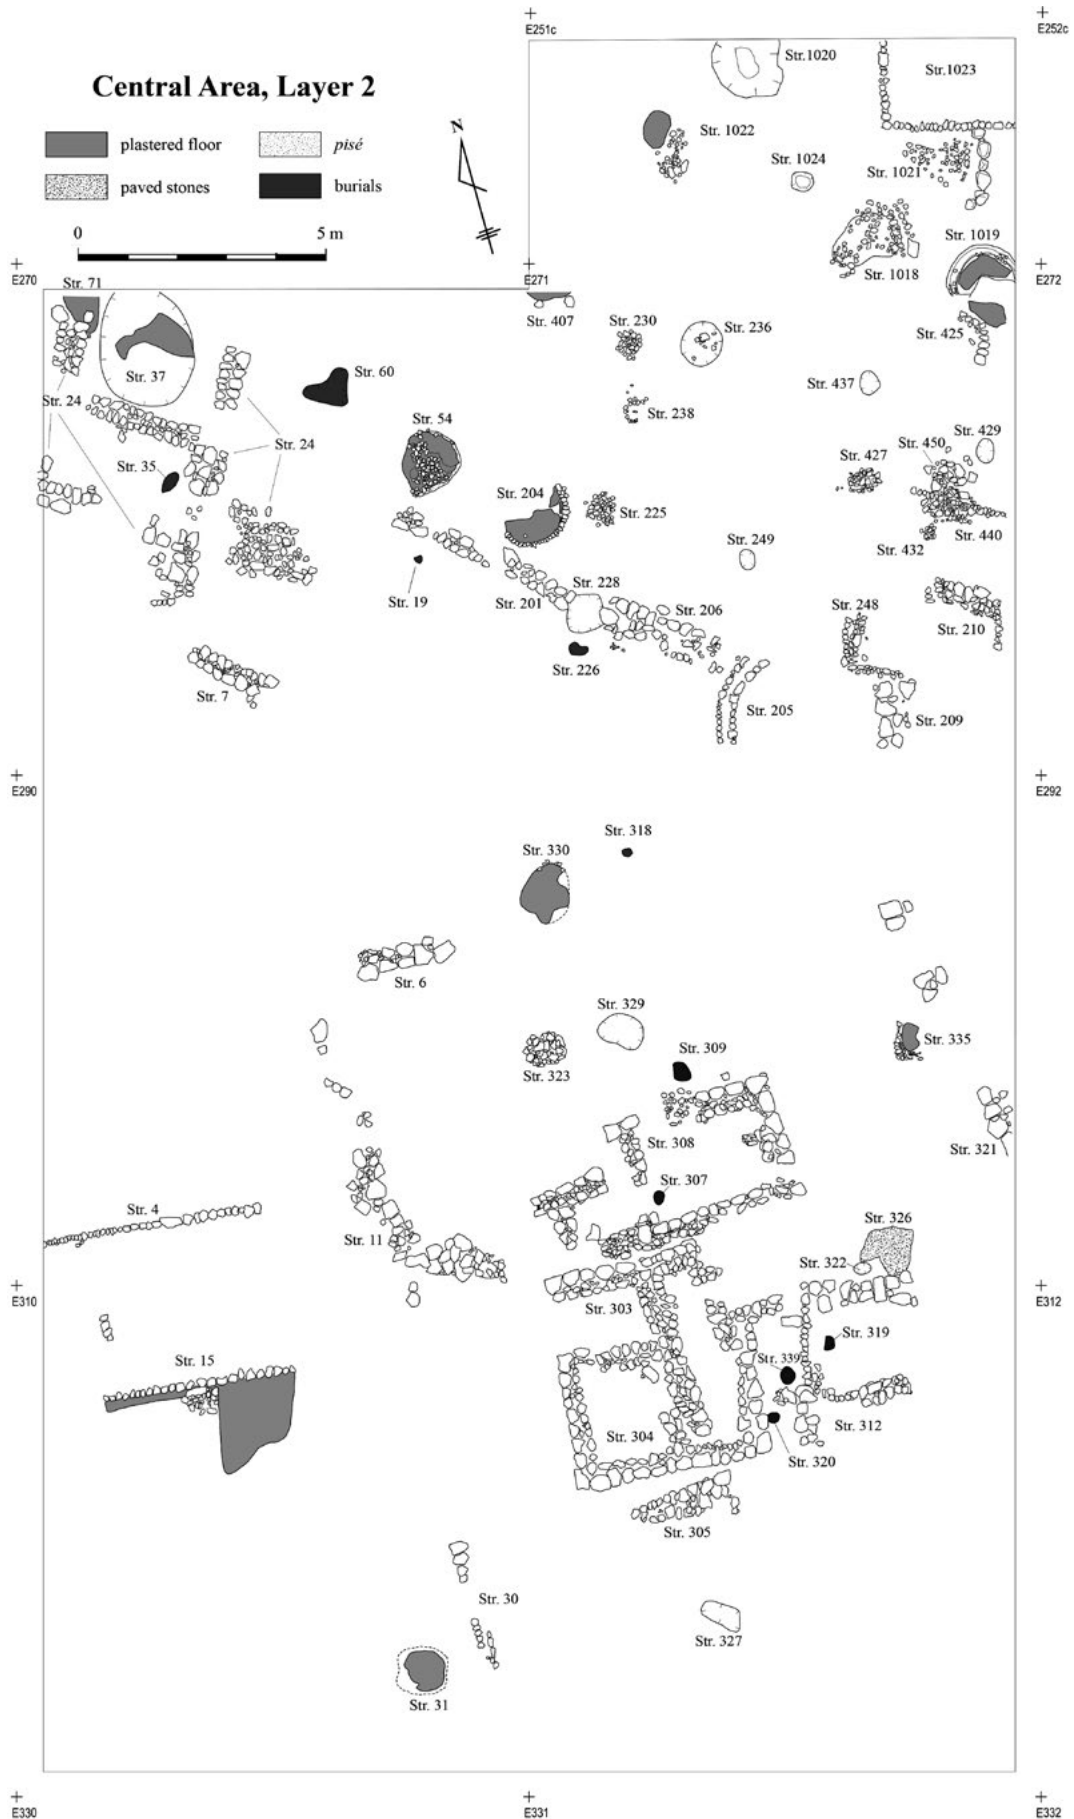 E251c
E252c
Central Area, Layer 2
plastered floor
pisé
paved stones
burials
N
0
5 m
Str.1020
Str.1023
Str. 1022
Str. 1024
Str. 1021
Str. 1018
Str. 1019
E270
E271
E272
Str. 71
Str. 37
Str. 407
Str. 230
Str. 236
Str. 425
Str. 60
Str. 437
Str. 24
Str. 238
Str. 54
Str. 24
Str. 429
Str. 450
Str. 427
Str. 35
Str. 204
Str. 225
Str. 249
Str. 432
Str. 440
Str. 19
Str. 201
Str. 228
Str. 206
Str. 248
Str. 210
Str. 226
Str. 7
Str. 205
Str. 209
E290
E292
Str. 318
Str. 330
Str. 6
Str. 329
Str. 335
Str. 309
Str. 323
Str. 308
Str. 321
Str. 307
Str. 4
Str. 326
Str. 11
Str. 322
E310
Str. 303
E312
Str. 319
Str. 15
Str. 339
Str. 304
Str. 312
Str. 320
Str. 305
Str. 30
Str. 327
Str. 31
E330
E331
E332